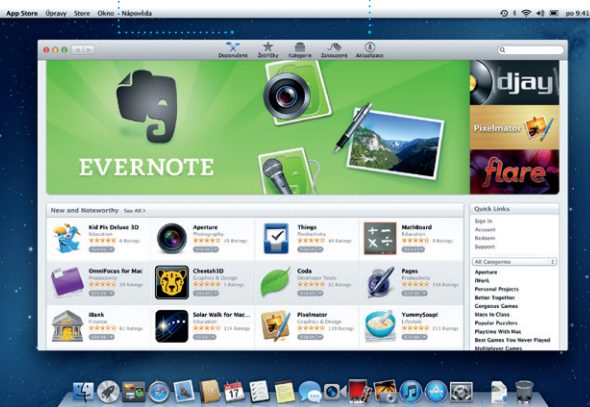 App Store Úpravy Store Okno Nápověda
po 9:41
Doporučené Žebříčky Kategorie Zakoupené Aktualizace
EVERNOTE
djay
Pixelmator
flare
New and Noteworthy See All >
Quick Links
Kid Pix Deluxe 3D
Education
Aperture
Photography
Things
Productivity
MathBoard
Education
Sign In
Account
Redeem
Support
OmniFocus for Mac
Productivity
Cheetah3D
Graphics & Design
Coda
Developer Tools
Pages
Productivity
All Categories
Aperture
iWork
Personal Projects
Better Together
Gorgeous Games
Macs in Class
Popular Puzzlers
Playtime With Mac
Best Games You Never Played
Multiplayer Games
iBank
Finance
Solar Walk for Mac...
Education
Pixelmator
Graphics & Design
YummySoup!
Lifestyle
17